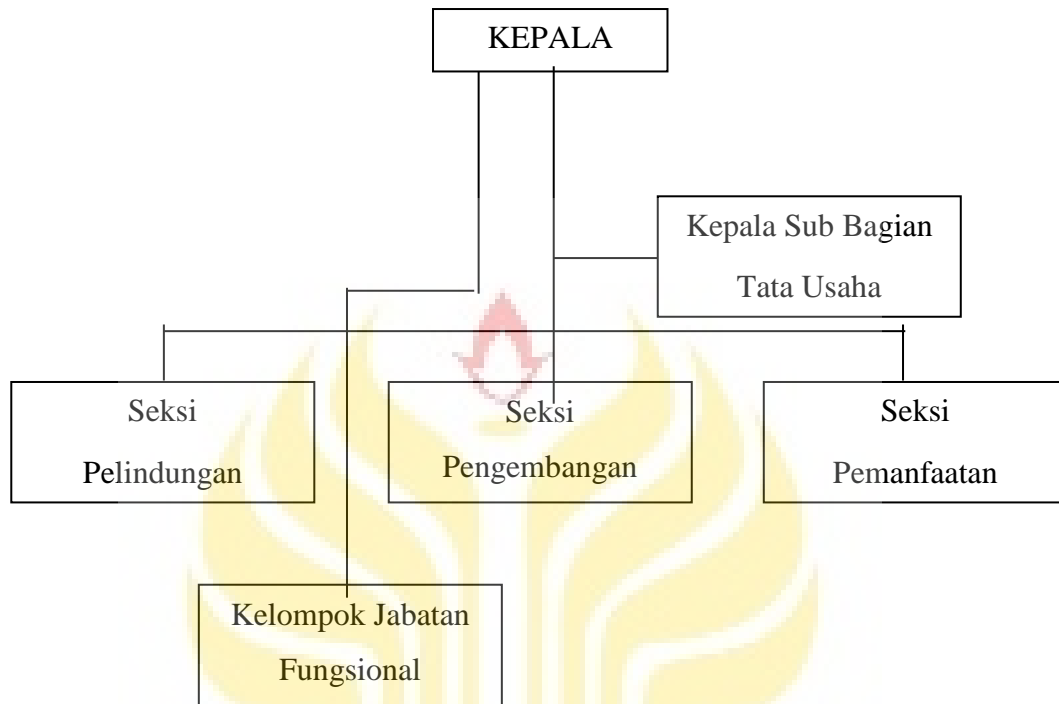 KEPALA
Kepala Sub Bagian
Tata Usaha
Seksi
Pelindungan
Seksi
Pengembangan
Seksi
Pemanfaatan
Kelompok Jabatan
Fungsional